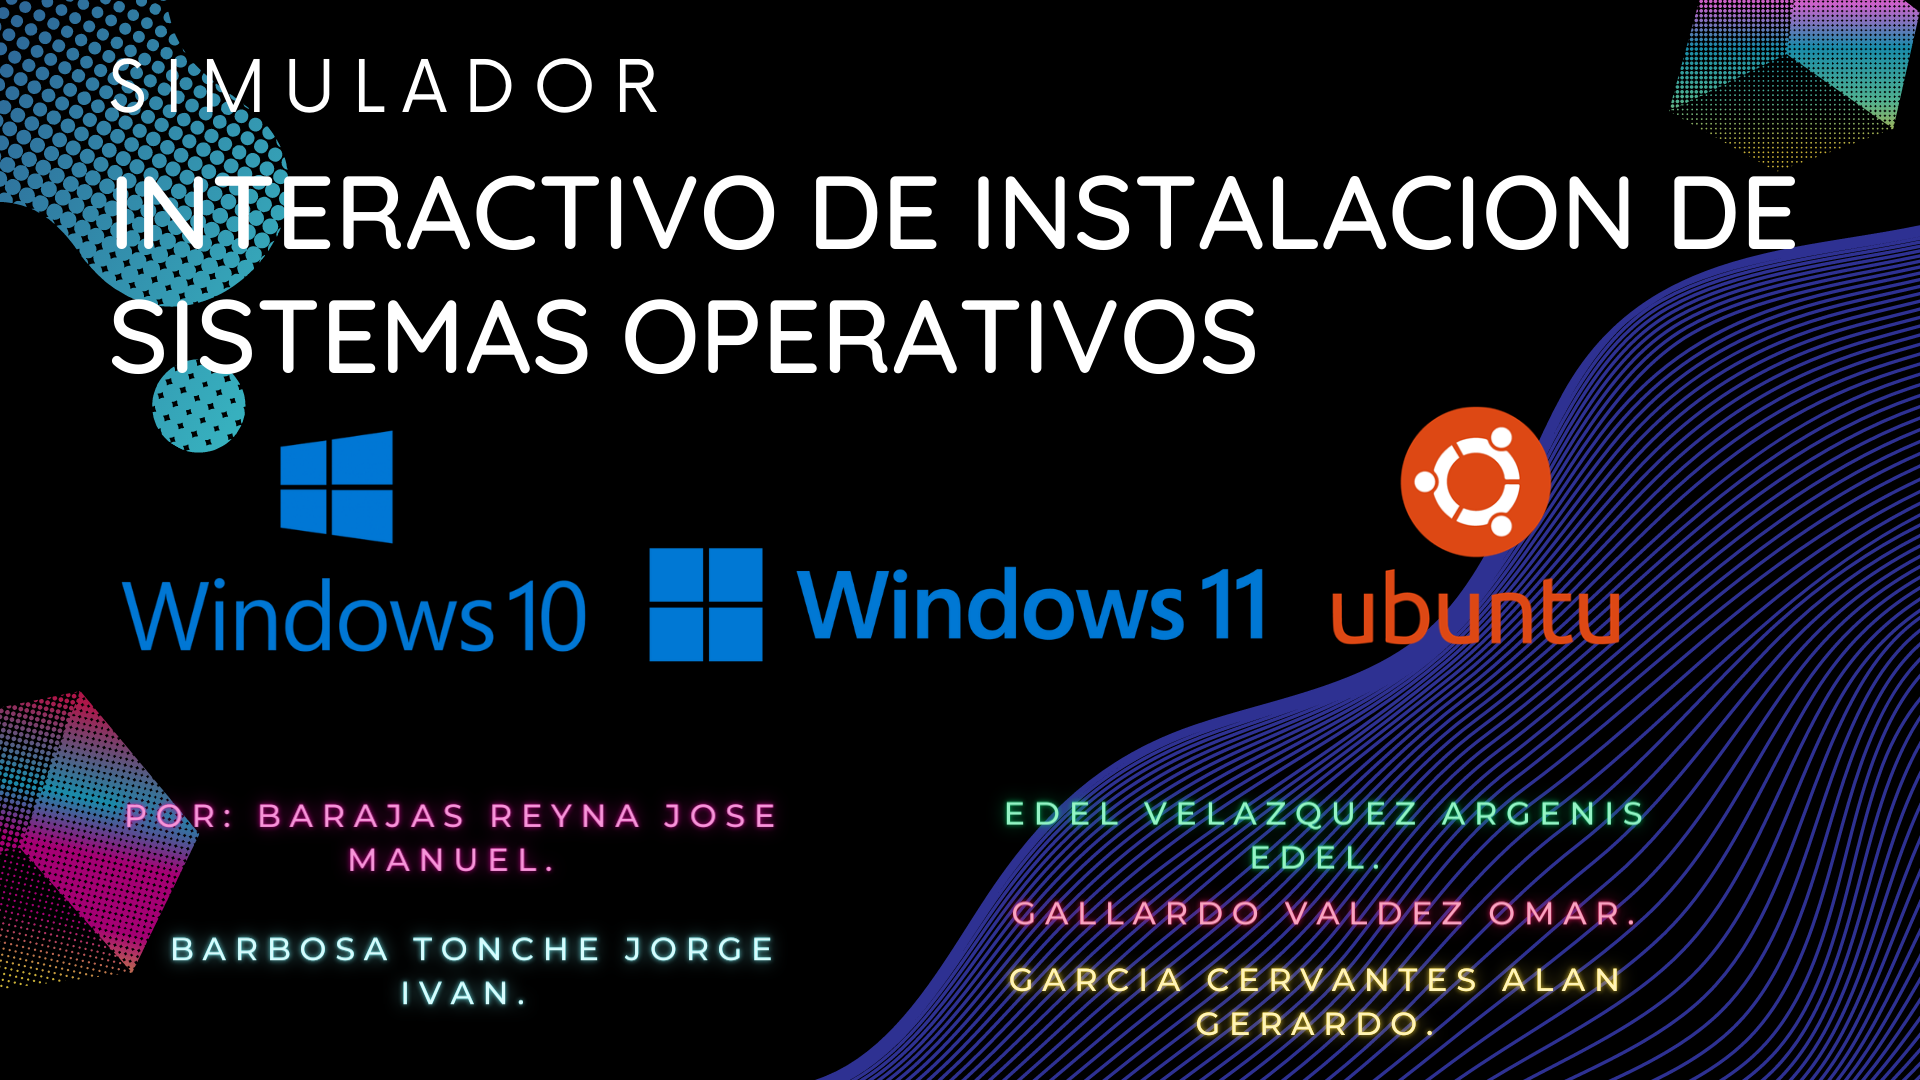 SIMULADOR
INTERACTIVO DE INSTALACION DE
SISTEMAS OPERATIVOS
Windows 10
Windows 11
ubuntu
POR: BARAJAS REYNA JOSE
MANUEL.
BARBOSA TONCHE JORGE
IVAN.
EDEL VELAZQUEZ ARGENIS
EDEL.
GALLARDO VALDEZ OMAR.
GARCIA CERVANTES ALAN
GERARDO.